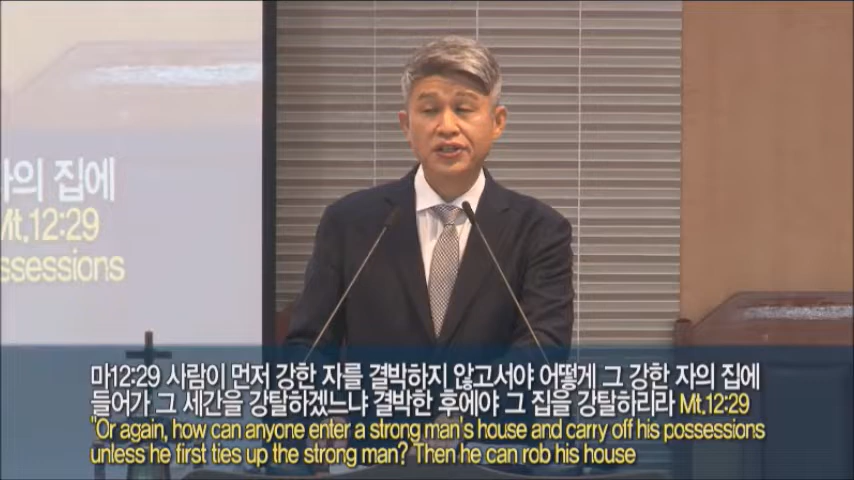 의 집에
Mt.12:29
ssessions
마12:29 사람이 먼저 강한 자를 결박하지 않고서야 어떻게 그 강한 자의 집에
들어가 그 세간을 강탈하겠느냐 결박한 후에야 그 집을 강탈하리라 Mt.12:29
"Or again, how can anyone enter a strong man's house and carry off his possessions
unless he first ties up the strong man? Then he can rob his house